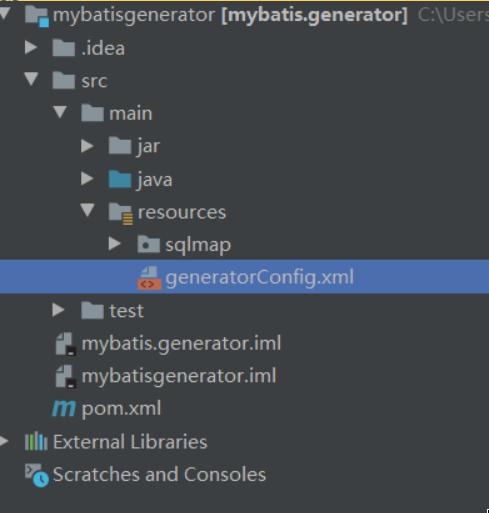 mybatisgenerator [mybatis.generator] C:\Users
.idea
src
main
jar
java
resources
sqlmap
generatorConfig.xml
test
mybatis.generator.iml
mybatisgenerator.iml
pom.xml
External Libraries
Scratches and Consoles